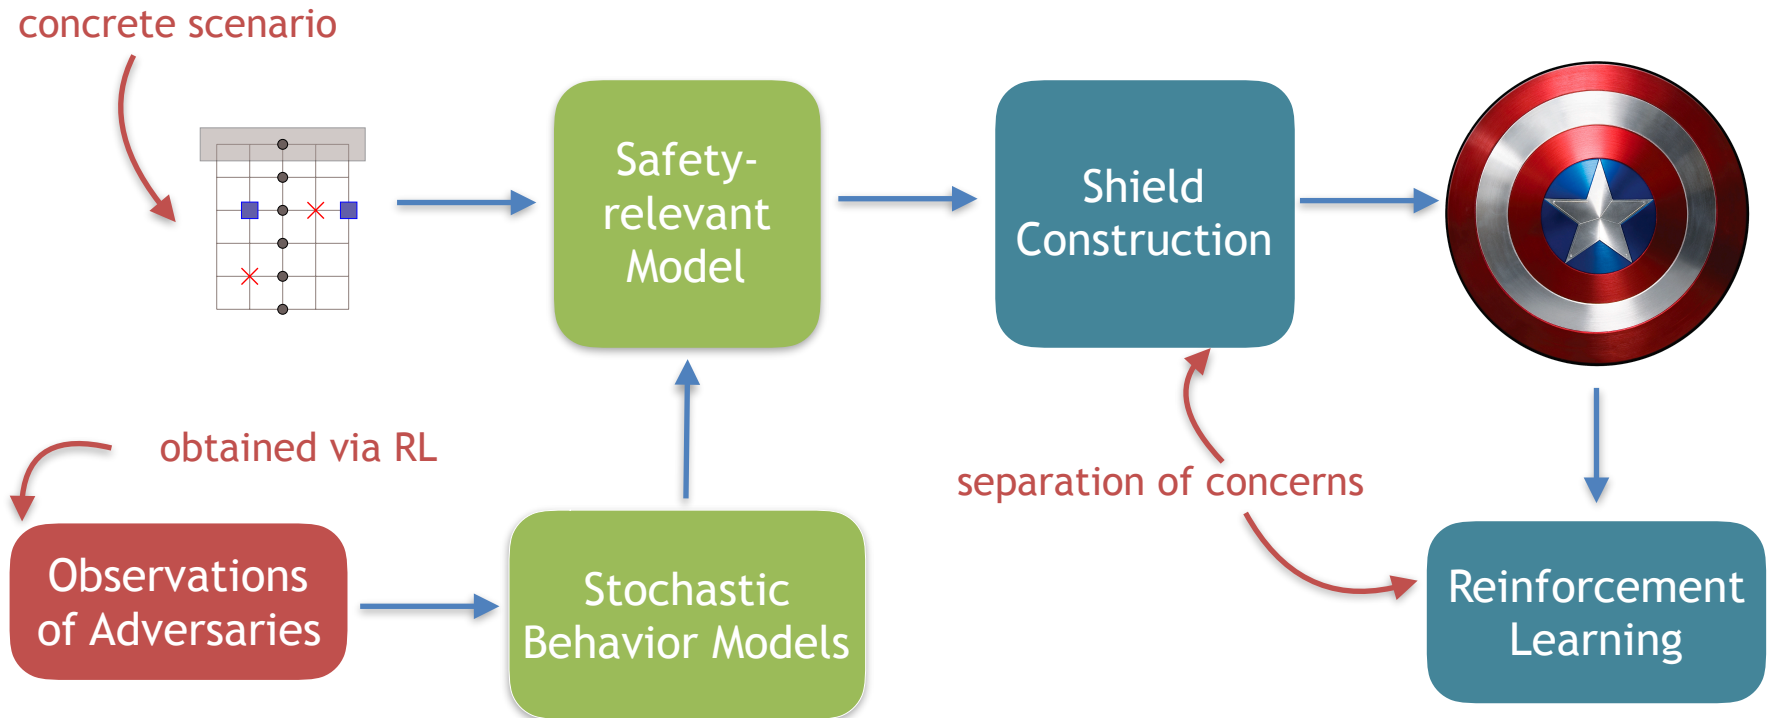 concrete scenario
Safety-
relevant
Model
Shield
Construction
obtained via RL
separation of concerns
Observations
of Adversaries
Stochastic
Behavior Models
Reinforcement
Learning